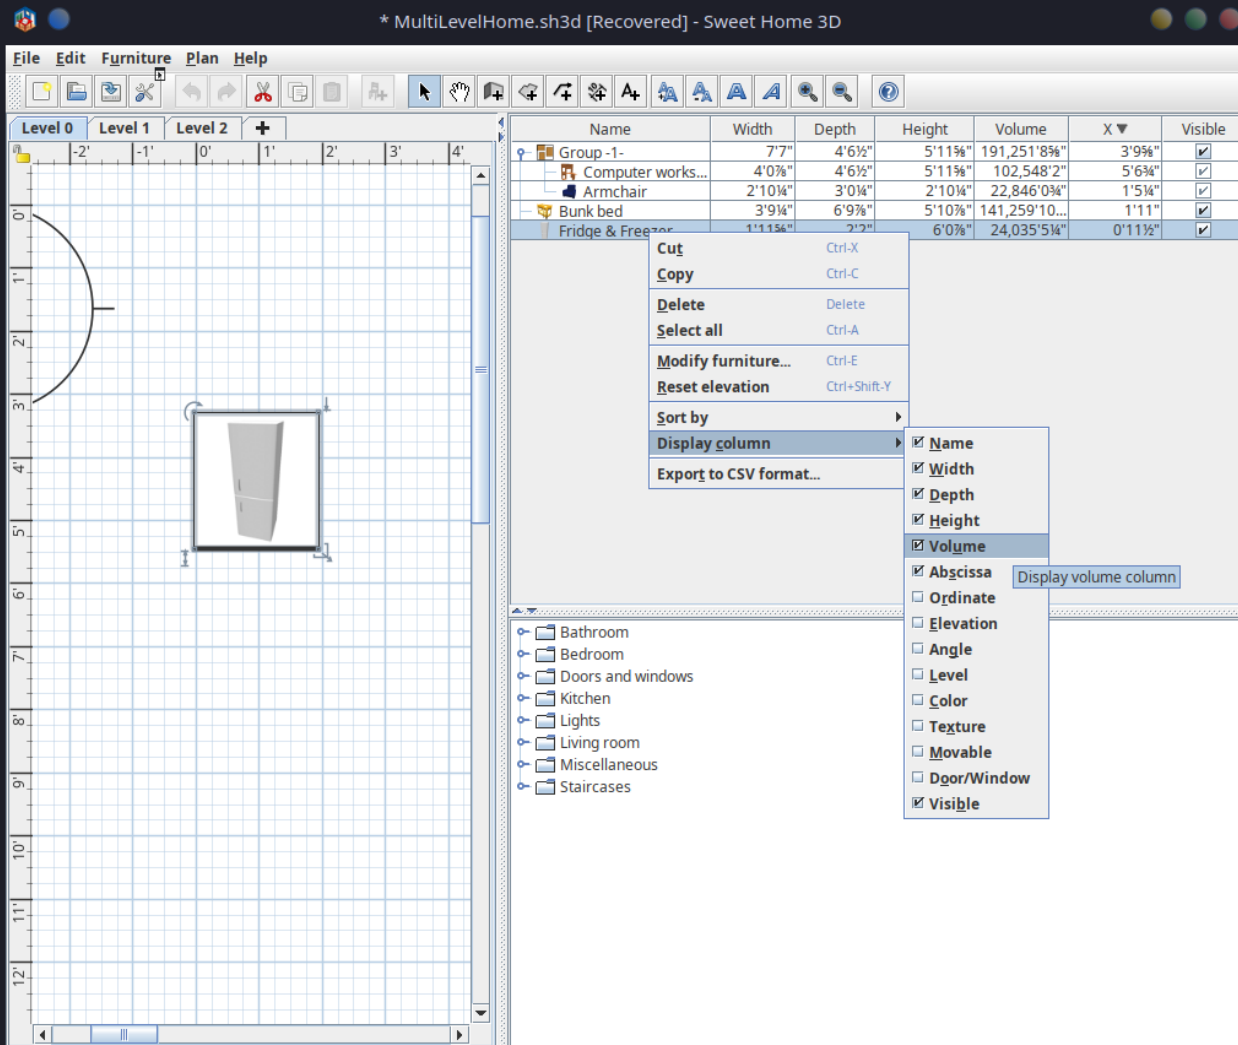 * MultiLevelHome.sh3d [Recovered] - Sweet Home 3D
File Edit Furniture Plan Help
Level 0 Level 1 Level 2 +
-2' -1' 0' 1' 2' 3' 4'
0'
1'
2'
3'
4'
5'
6'
7'
8'
9'
10'
11'
12'
Name Width Depth Height Volume X ▼ Visible
Group -1- 7'7" 4'6½" 5'11⅝" 191,251'8⅝" 3'9⅝"
Computer works... 4'0⅞" 4'6½" 5'11⅝" 102,548'2" 5'6¾"
Armchair 2'10¼" 3'0¼" 2'10¼" 22,846'0¾" 1'5¼"
Bunk bed 3'9¼" 6'9⅞" 5'10⅞" 141,259'10... 1'11"
Fridge & Freezer 1'11⅝" 2'2" 6'0⅞" 24,035'5¼" 0'11½"
Cut Ctrl-X
Copy Ctrl-C
Delete Delete
Select all Ctrl-A
Modify furniture... Ctrl-E
Reset elevation Ctrl+Shift-Y
Sort by
Display column
Export to CSV format...
Name
Width
Depth
Height
Volume
Abscissa
Ordinate
Elevation
Angle
Level
Color
Texture
Movable
Door/Window
Visible
Display volume column
Bathroom
Bedroom
Doors and windows
Kitchen
Lights
Living room
Miscellaneous
Staircases